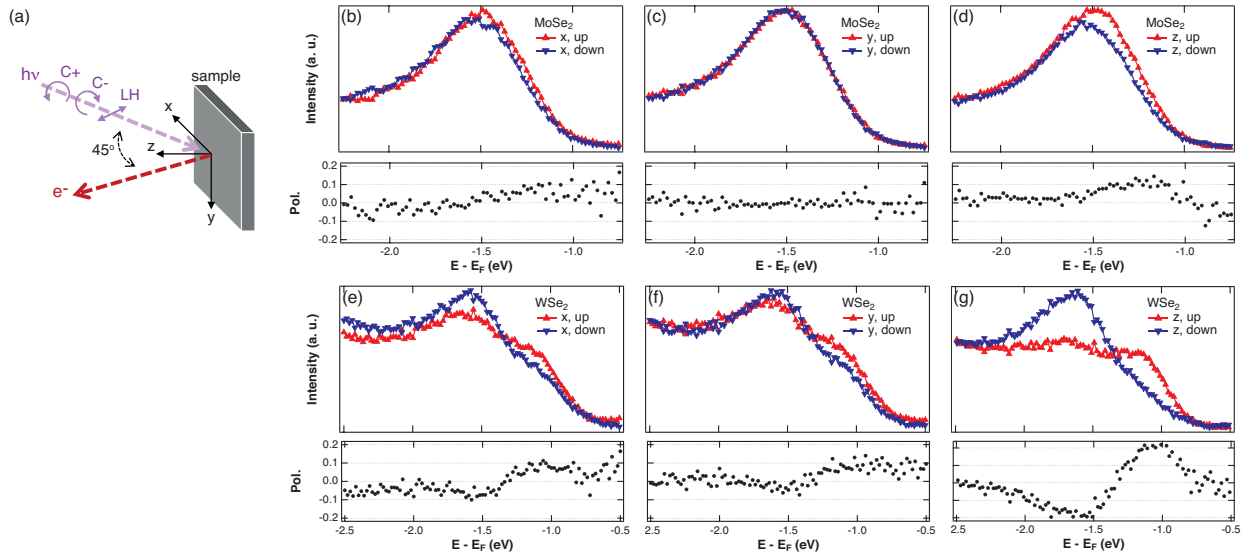 (a)
sample
hν
C+
C-
LH
x
z
45°
e-
y
(b)
MoSe2
x, up
x, down
Intensity (a. u.)
Pol.
0.2
0.1
0.0
-0.2
-2.0
-1.5
-1.0
E - EF (eV)
(c)
MoSe2
y, up
y, down
-2.0
-1.5
-1.0
E - EF (eV)
(d)
MoSe2
z, up
z, down
-2.0
-1.5
-1.0
E - EF (eV)
(e)
WSe2
x, up
x, down
Intensity (a. u.)
Pol.
0.2
0.1
0.0
-0.2
-2.5
-2.0
-1.5
-1.0
-0.5
E - EF (eV)
(f)
WSe2
y, up
y, down
2.5
-2.0
-1.5
-1.0
-0.5
E - EF (eV)
(g)
WSe2
z, up
z, down
2.5
-2.0
-1.5
-1.0
-0.5
E - EF (eV)